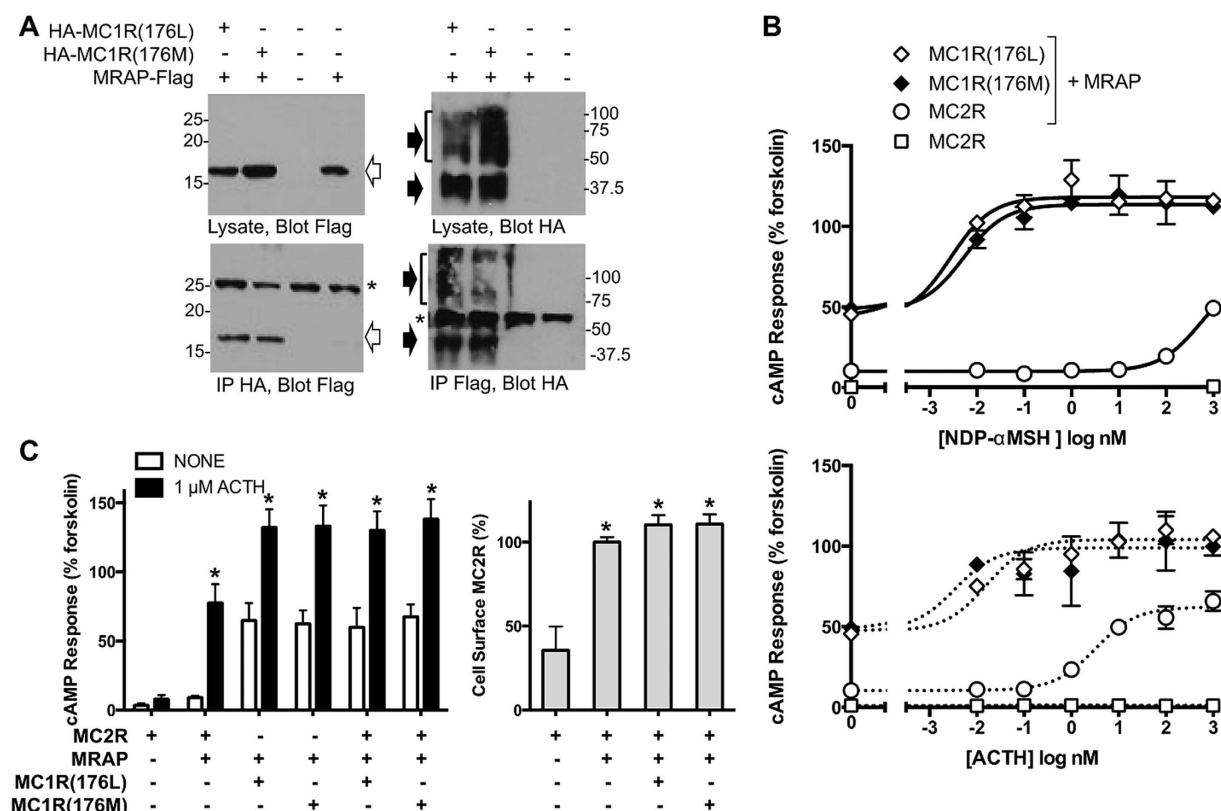 A
HA-MC1R(176L) + - - -
HA-MC1R(176M) - + - -
MRAP-Flag + + - +
25-
20-
15-
Lysate, Blot Flag
+ - - -
- + - -
+ + + -
-100
-75
-50
-37.5
Lysate, Blot HA
25-
20-
15-
*
IP HA, Blot Flag
*
-100
-75
-50
-37.5
IP Flag, Blot HA
B
MC1R(176L)
MC1R(176M)
MC2R
+ MRAP
MC2R
cAMP Response (% forskolin)
150
100
50
0
0 -3 -2 -1 0 1 2 3
[NDP-αMSH ] log nM
cAMP Response (% forskolin)
150
100
50
0
0 -3 -2 -1 0 1 2 3
[ACTH] log nM
C
NONE
1 µM ACTH
cAMP Response (% forskolin)
150
100
50
0
* * * * *
MC2R + + - - + +
MRAP - + + + + +
MC1R(176L) - - + - + -
MC1R(176M) - - - + - +
Cell Surface MC2R (%)
100
50
0
* * *
+ + + +
- + + +
- - + -
- - - +